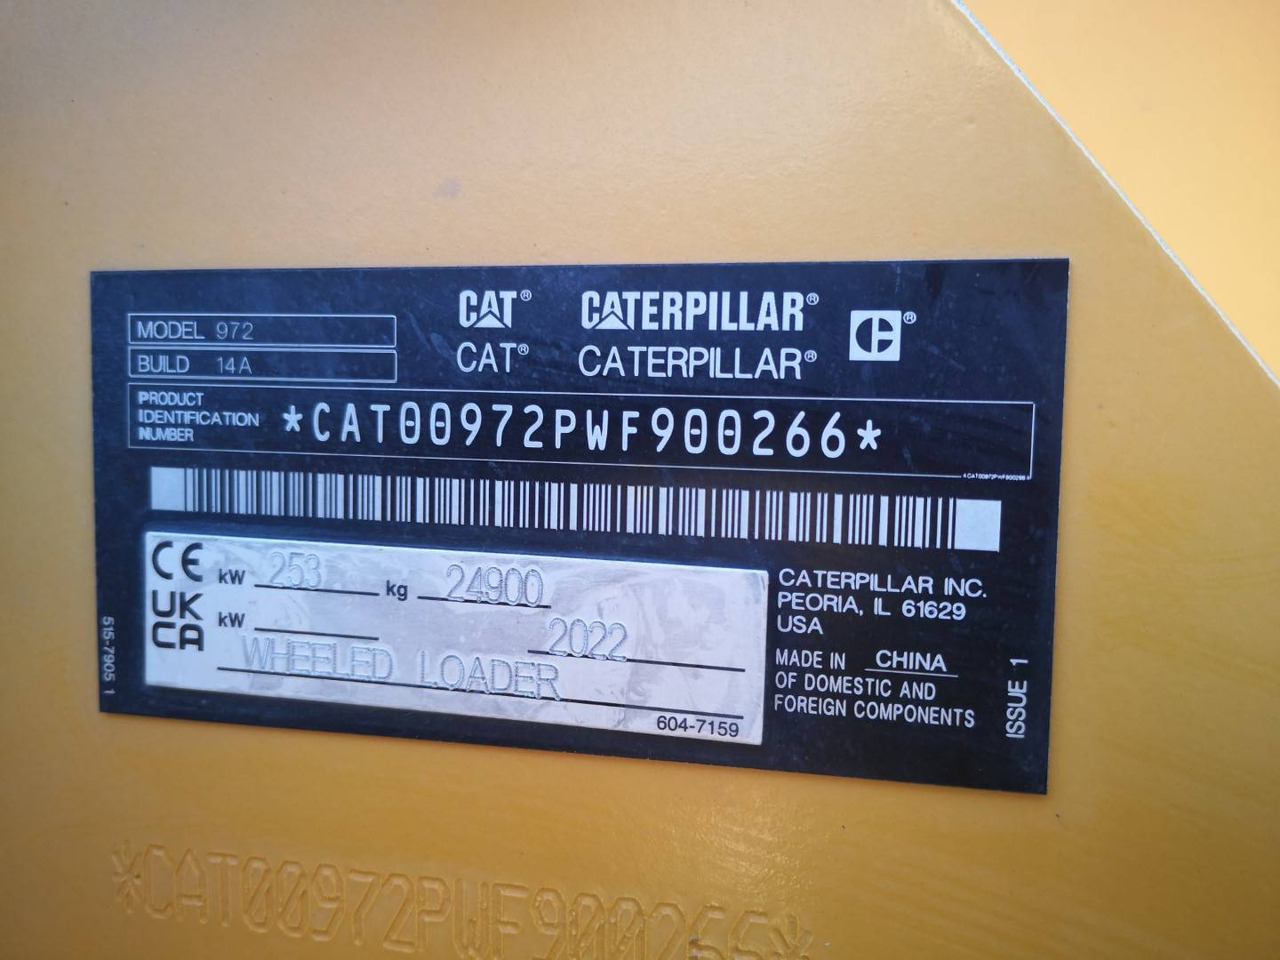 CAT® CATERPILLAR®
CAT® CATERPILLAR®
MODEL 972
BUILD 14A
PRODUCT
IDENTIFICATION
NUMBER
*CAT00972PWF900266*
*CAT00972PWF900266
CE
UK
CA
kW 253 kg 24900
kW 2022
WHEELED LOADER
604-7159
515-7905 1
CATERPILLAR INC.
PEORIA, IL 61629
USA
MADE IN CHINA
OF DOMESTIC AND
FOREIGN COMPONENTS
ISSUE 1
*CAT00972PWF900266*